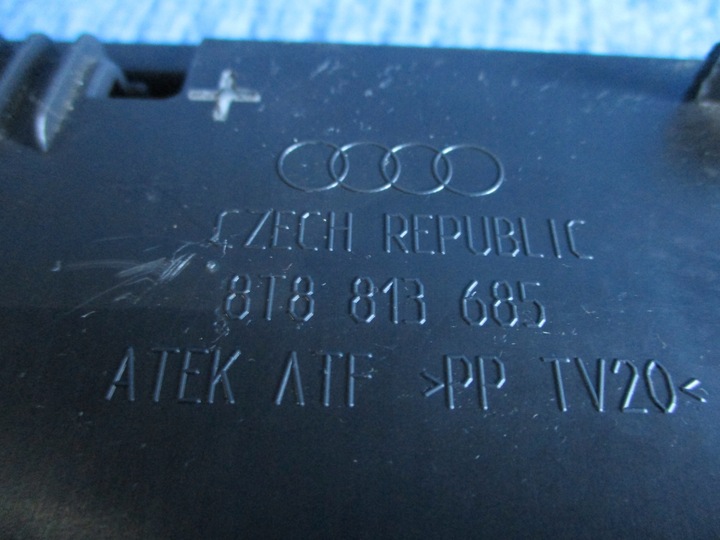 CZECH REPUBLIC
8T8 813 685
ATEK ATF >PP TV20<